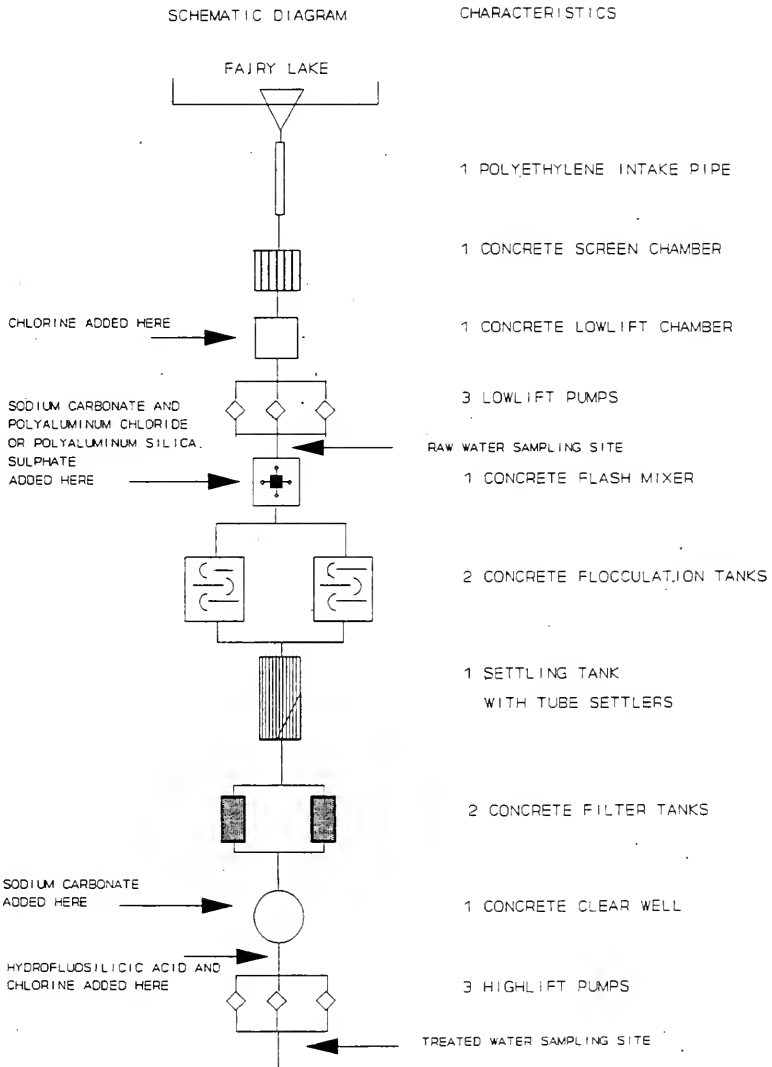 SCHEMATIC DIAGRAM
CHARACTERISTICS
FAIRY LAKE
1 POLYETHYLENE INTAKE PIPE
1 CONCRETE SCREEN CHAMBER
CHLORINE ADDED HERE
1 CONCRETE LOWLIFT CHAMBER
3 LOWLIFT PUMPS
SODIUM CARBONATE AND
POLYALUMINUM CHLORIDE
OR POLYALUMINUM SILICA
SULPHATE
ADDED HERE
RAW WATER SAMPLING SITE
1 CONCRETE FLASH MIXER
2 CONCRETE FLOCCULATION TANKS
1 SETTLING TANK
WITH TUBE SETTLERS
2 CONCRETE FILTER TANKS
SODIUM CARBONATE
ADDED HERE
1 CONCRETE CLEAR WELL
HYDROFLUOSILICIC ACID AND
CHLORINE ADDED HERE
3 HIGHLIFT PUMPS
TREATED WATER SAMPLING SITE